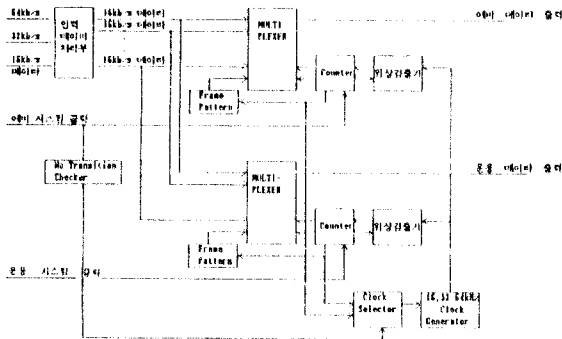 64kb/s
32kb/s
16kb/s
데이터
입력
데이터
처리부
16kb/s 데이터
16kb/s 데이터
16kb/s 데이터
MULTI
PLEXER
예비 데이터 출력
Counter
위상검출기
Frame
Pattern
예비 시스템 클럭
No Transition
Checker
MULTI-
PLEXER
운용 데이터 출력
Counter
위상검출기
Frame
Pattern
운용 시스템 클럭
Clock
Selector
Clock
Generator